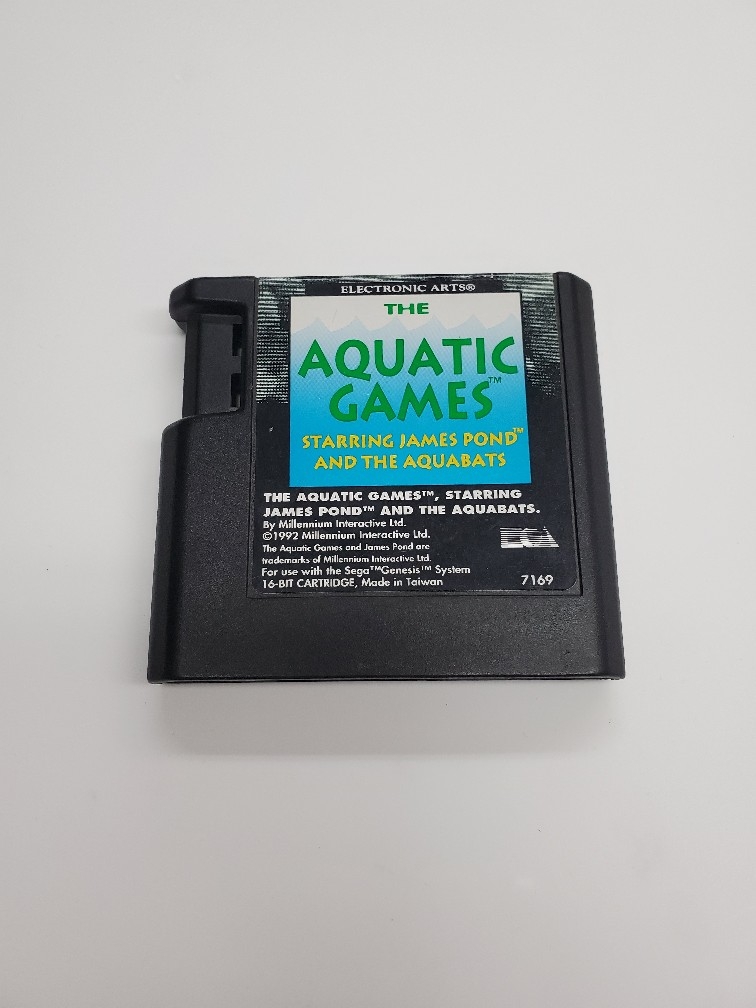 ELECTRONIC ARTS®
THE
AQUATIC
GAMES™
STARRING JAMES POND™
AND THE AQUABATS
THE AQUATIC GAMES™, STARRING
JAMES POND™ AND THE AQUABATS.
By Millennium Interactive Ltd.
©1992 Millennium Interactive Ltd.
The Aquatic Games and James Pond are
trademarks of Millennium Interactive Ltd.
For use with the Sega™Genesis™ System
16-BIT CARTRIDGE, Made in Taiwan
7169
EA